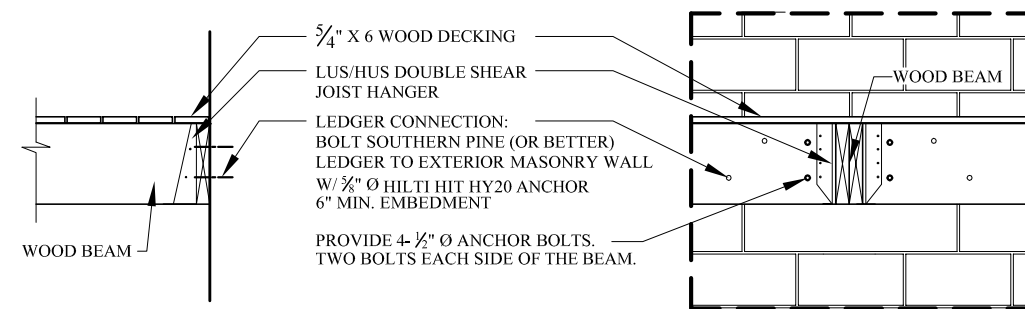 5/4" X 6 WOOD DECKING
LUS/HUS DOUBLE SHEAR
JOIST HANGER
LEDGER CONNECTION:
BOLT SOUTHERN PINE (OR BETTER)
LEDGER TO EXTERIOR MASONRY WALL
W/ 5/8" Ø HILTI HIT HY20 ANCHOR
6" MIN. EMBEDMENT
PROVIDE 4- 1/2" Ø ANCHOR BOLTS.
TWO BOLTS EACH SIDE OF THE BEAM.
WOOD BEAM
WOOD BEAM